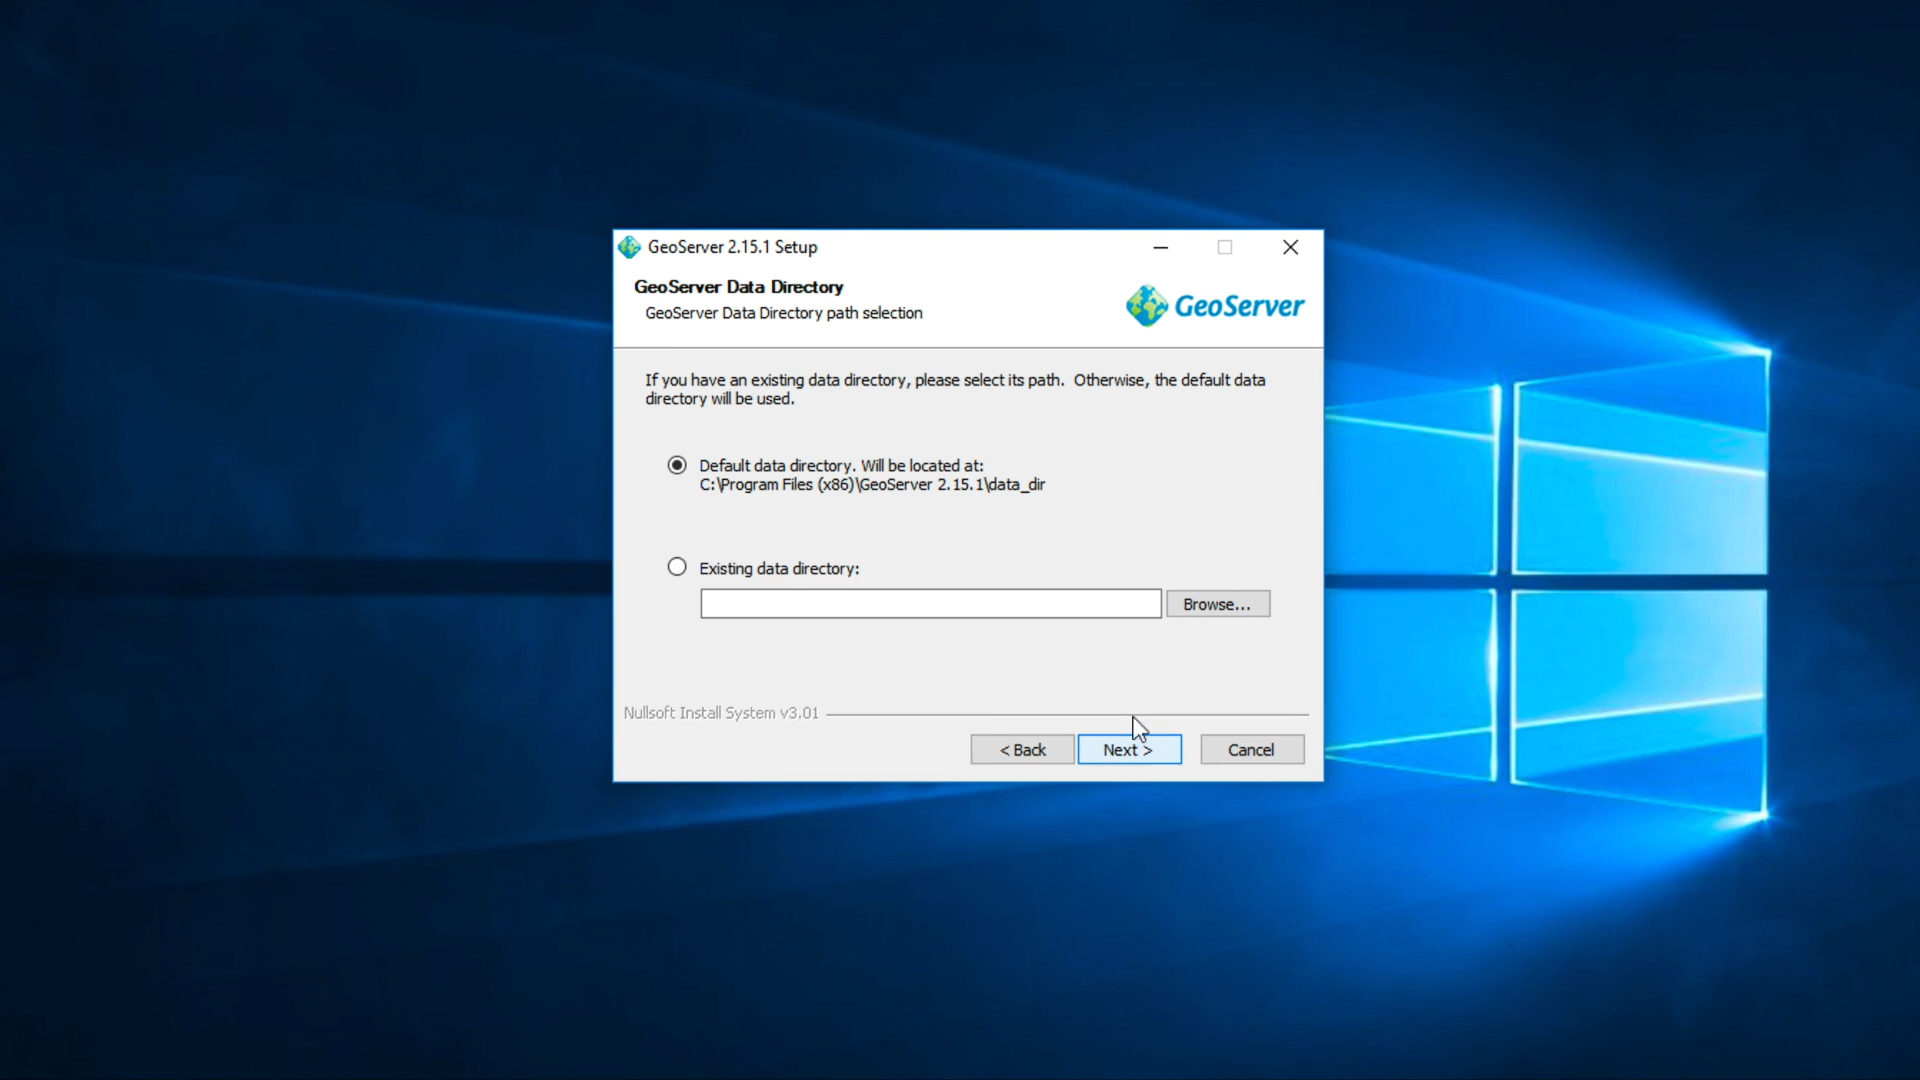 GeoServer 2.15.1 Setup
GeoServer Data Directory
GeoServer Data Directory path selection
GeoServer
If you have an existing data directory, please select its path.  Otherwise, the default data
directory will be used.
Default data directory. Will be located at:
C:\Program Files (x86)\GeoServer 2.15.1\data_dir
Existing data directory:
Browse...
Nullsoft Install System v3.01
< Back
Next >
Cancel